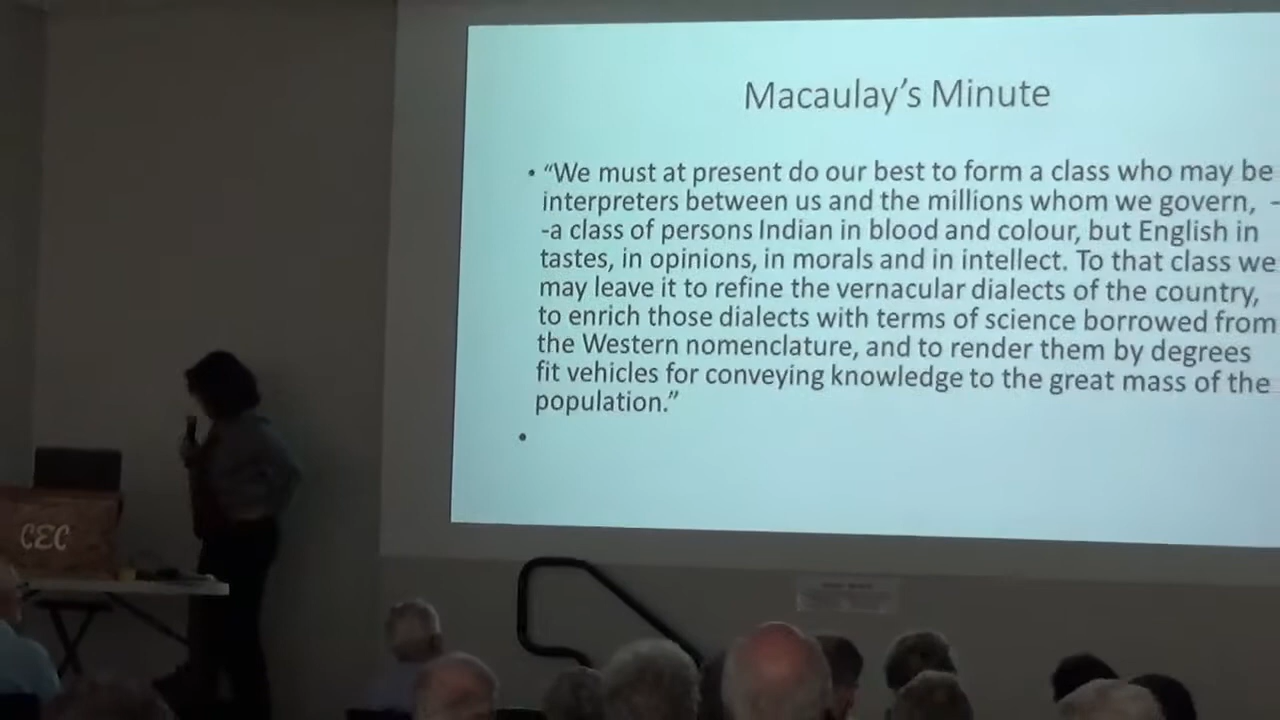 Macaulay's Minute
• "We must at present do our best to form a class who may be
interpreters between us and the millions whom we govern, -
-a class of persons Indian in blood and colour, but English in
tastes, in opinions, in morals and in intellect. To that class we
may leave it to refine the vernacular dialects of the country,
to enrich those dialects with terms of science borrowed from
the Western nomenclature, and to render them by degrees
fit vehicles for conveying knowledge to the great mass of the
population."
•
CEC